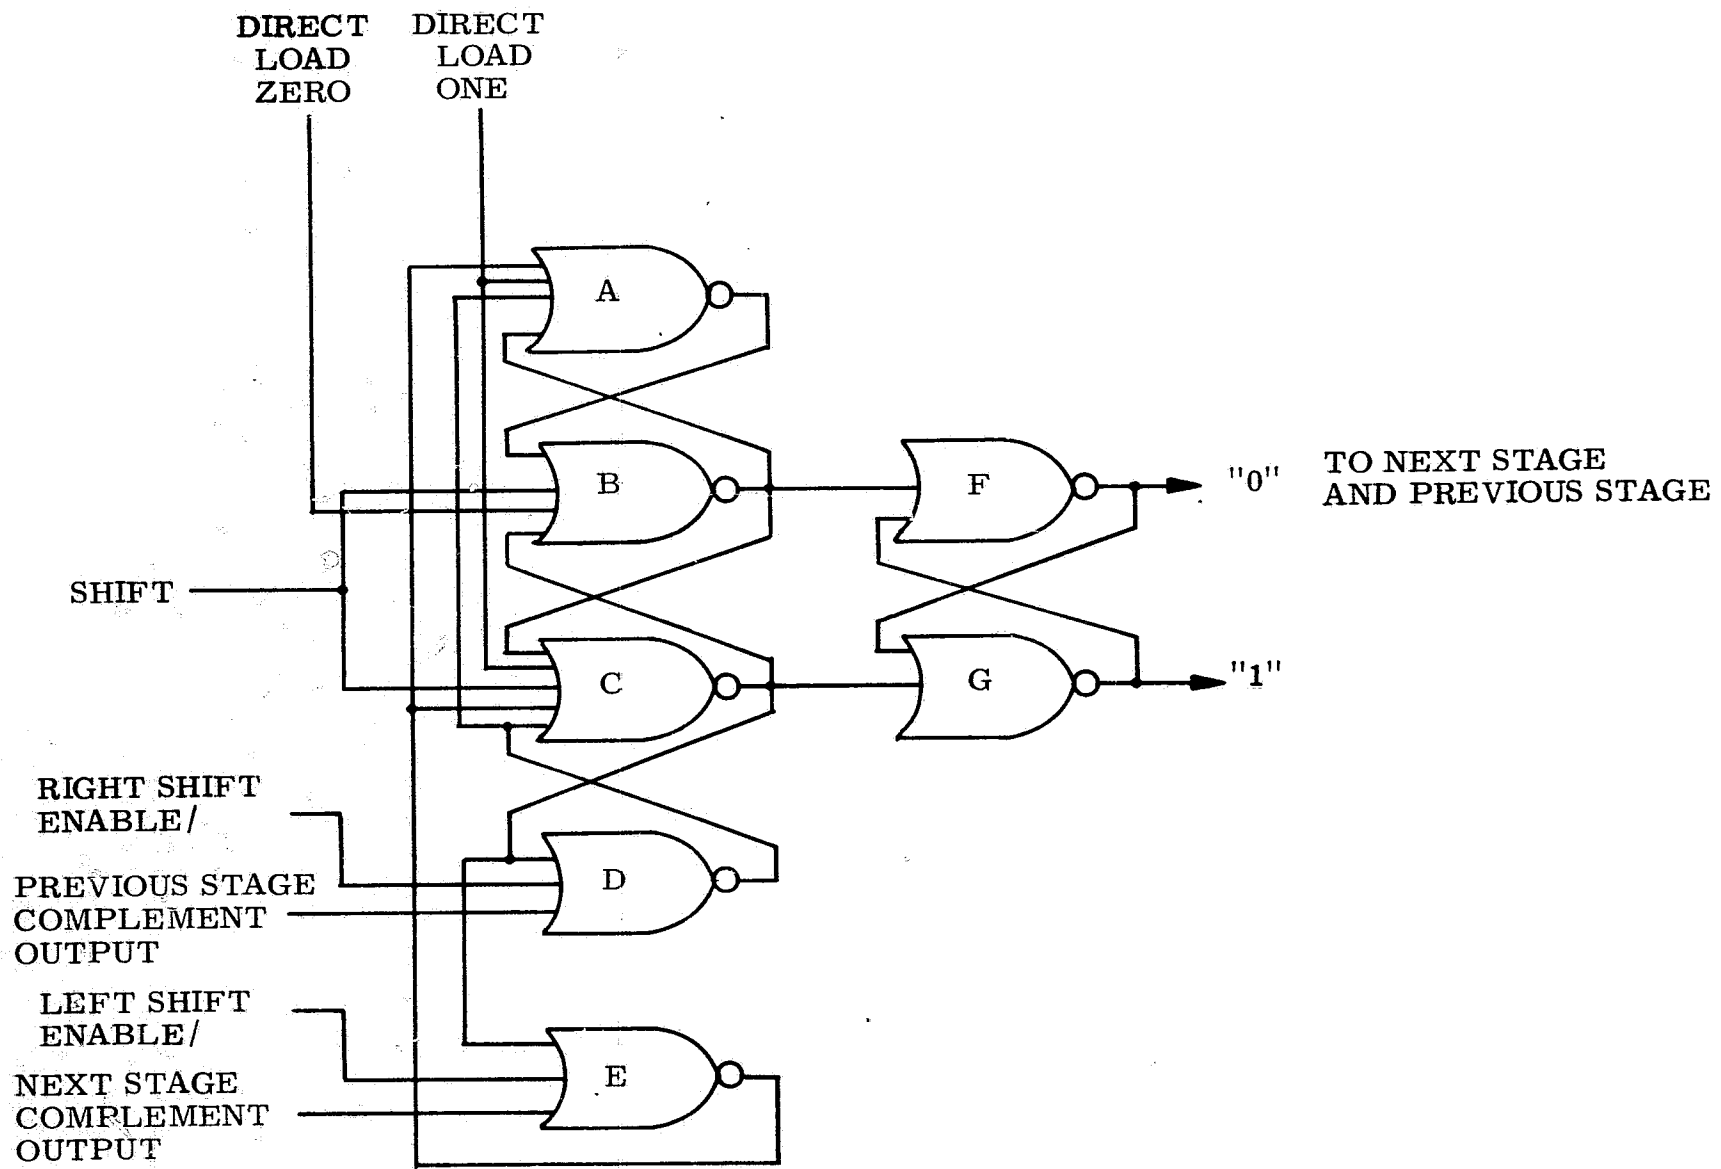 DIRECT
LOAD
ZERO
DIRECT
LOAD
ONE
A
B
F
"0"
TO NEXT STAGE
AND PREVIOUS STAGE
SHIFT
C
G
"1"
RIGHT SHIFT
ENABLE/
D
PREVIOUS STAGE
COMPLEMENT
OUTPUT
LEFT SHIFT
ENABLE/
E
NEXT STAGE
COMPLEMENT
OUTPUT